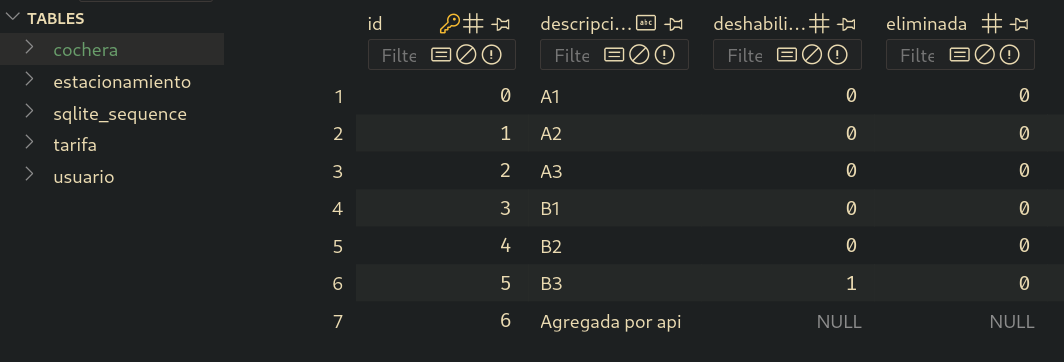 TABLES
cochera
estacionamiento
sqlite_sequence
tarifa
usuario
id descripci... deshabili... eliminada
Filte Filte Filte Filte
1 0 A1 0 0
2 1 A2 0 0
3 2 A3 0 0
4 3 B1 0 0
5 4 B2 0 0
6 5 B3 1 0
7 6 Agregada por api NULL NULL